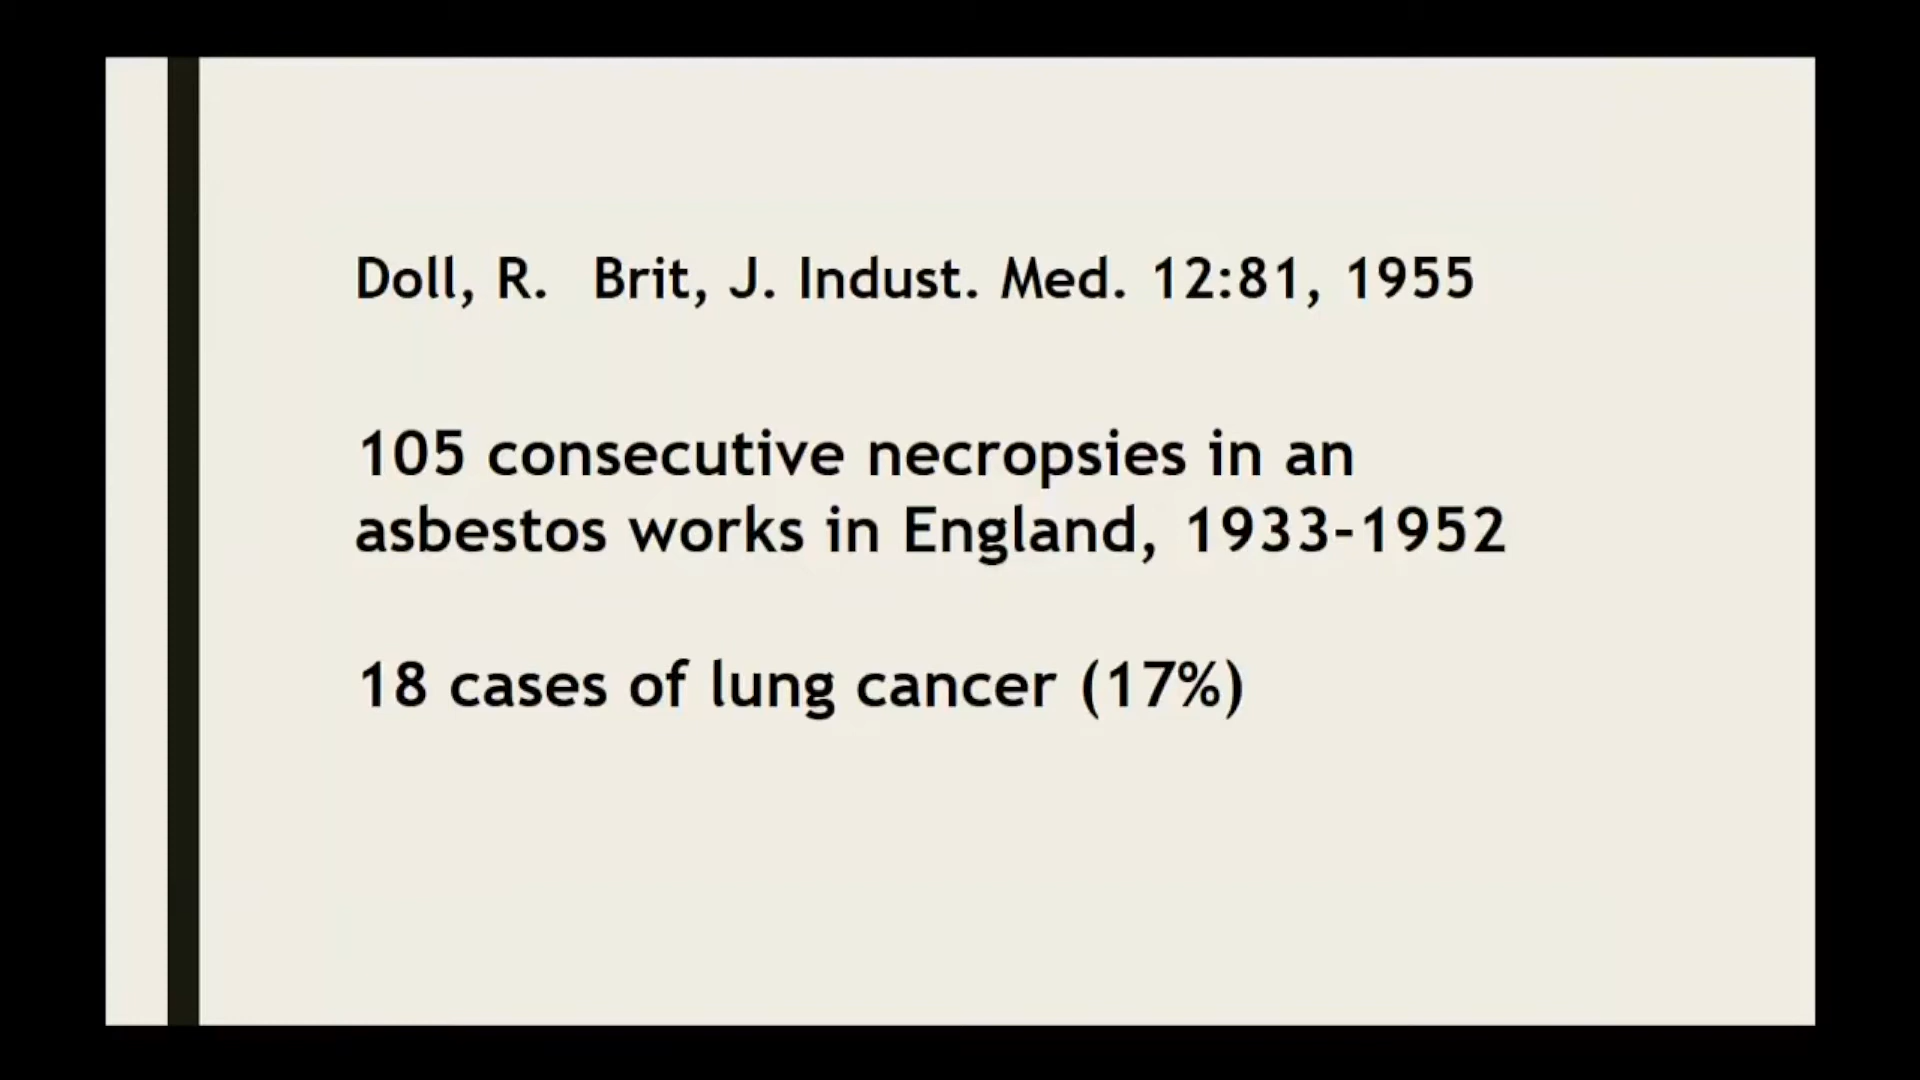 Doll, R. Brit, J. Indust. Med. 12:81, 1955
105 consecutive necropsies in an
asbestos works in England, 1933-1952
18 cases of lung cancer (17%)